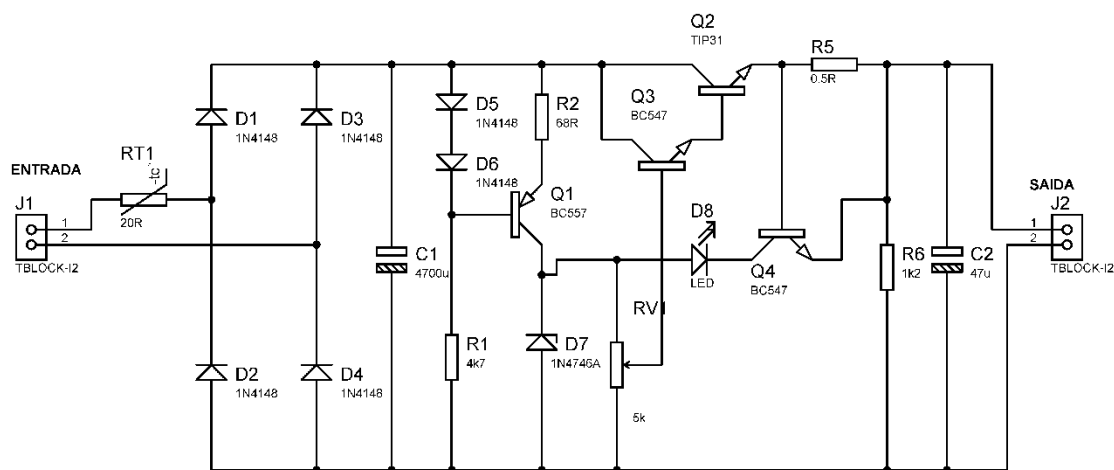 Q2
TIP31
R5
0.5R
D1
1N4148
D3
1N4148
D5
1N4148
R2
68R
Q3
BC547
RT1
-tc°
20R
ENTRADA
J1
1
2
TBLOCK-I2
D6
1N4148
Q1
BC557
D8
LED
Q4
BC547
SAIDA
J2
1
2
TBLOCK-I2
C1
4700u
R6
1k2
C2
47u
RV1
5k
R1
4k7
D7
1N4746A
D2
1N4148
D4
1N4148